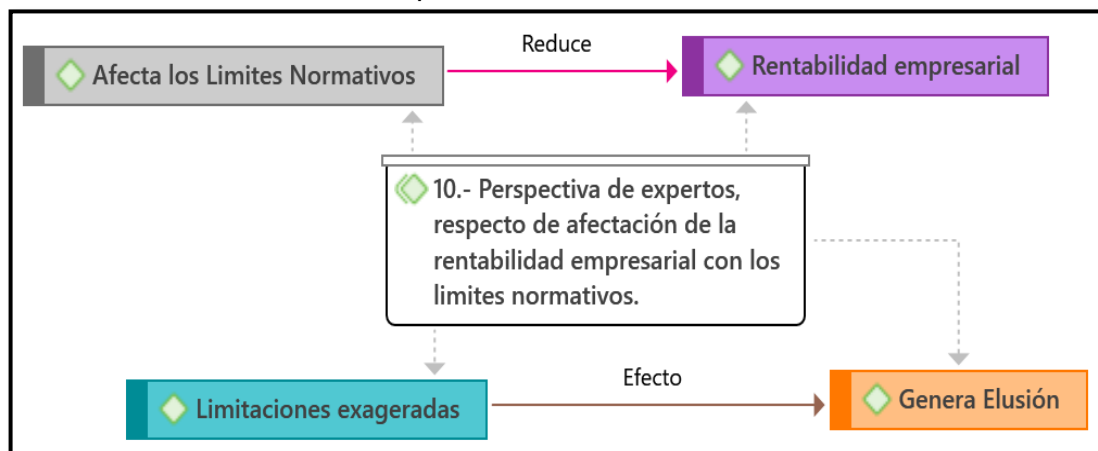 Afecta los Limites Normativos
Reduce
Rentabilidad empresarial
10.- Perspectiva de expertos,
respecto de afectación de la
rentabilidad empresarial con los
limites normativos.
Limitaciones exageradas
Efecto
Genera Elusión